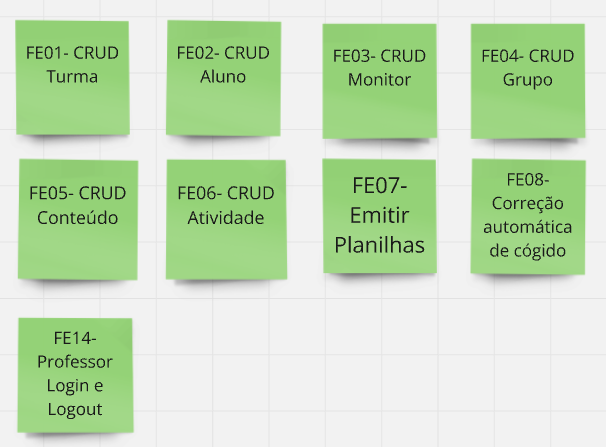 FE01- CRUD
Turma
FE02- CRUD
Aluno
FE03- CRUD
Monitor
FE04- CRUD
Grupo
FE05- CRUD
Conteúdo
FE06- CRUD
Atividade
FE07-
Emitir
Planilhas
FE08-
Correção
automática
de cógido
FE14-
Professor
Login e
Logout